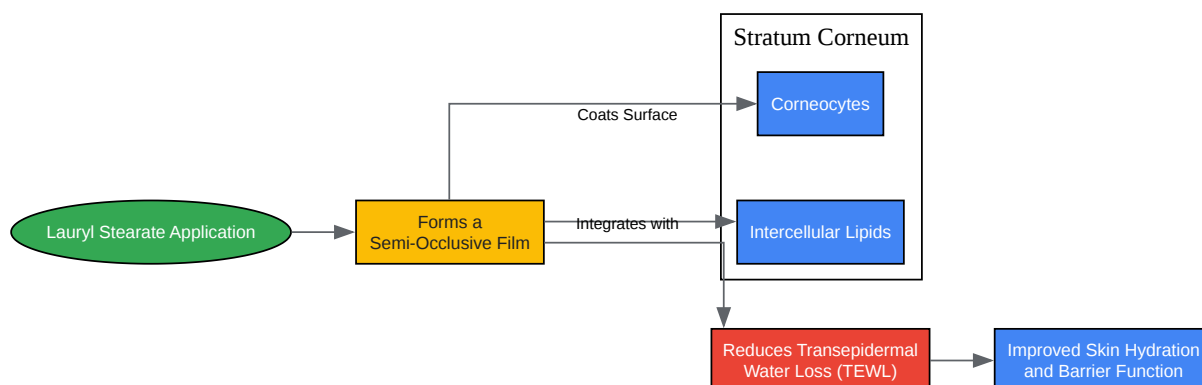 Stratum Corneum
Corneocytes
Coats Surface
Lauryl Stearate Application
Forms a
Semi-Occlusive Film
Integrates with
Intercellular Lipids
Reduces Transepidermal
Water Loss (TEWL)
Improved Skin Hydration
and Barrier Function